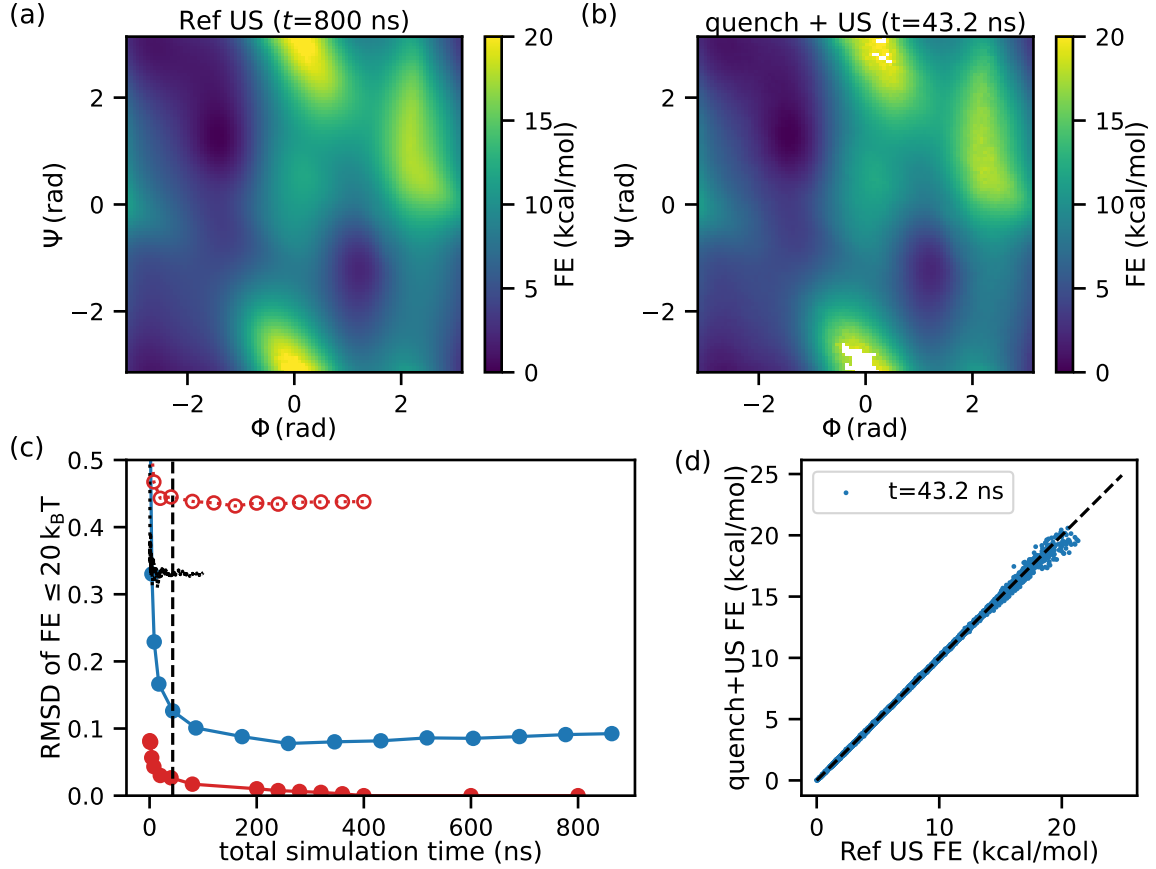 (a)
Ref US (t=800 ns)
2
0
−2
Ψ (rad)
−2
0
2
Φ (rad)
20
15
10
5
0
FE (kcal/mol)
(b)
quench + US (t=43.2 ns)
2
0
−2
Ψ (rad)
−2
0
2
Φ (rad)
20
15
10
5
0
FE (kcal/mol)
(c)
0.5
0.4
0.3
0.2
0.1
0.0
RMSD of FE ≤ 20 kBT
0
200
400
600
800
total simulation time (ns)
(d)
t=43.2 ns
25
20
15
10
5
0
quench+US FE (kcal/mol)
0
10
20
Ref US FE (kcal/mol)